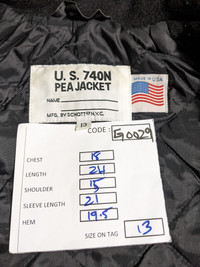 U.S. 740N
PEA JACKET
MADE IN USA
NAME
MFG. BY SCHOTT N.Y.C.
CODE: G0020
CHEST 18
LENGTH 24
SHOULDER 15
SLEEVE LENGTH 21
HEM 19.5
SIZE ON TAG 13